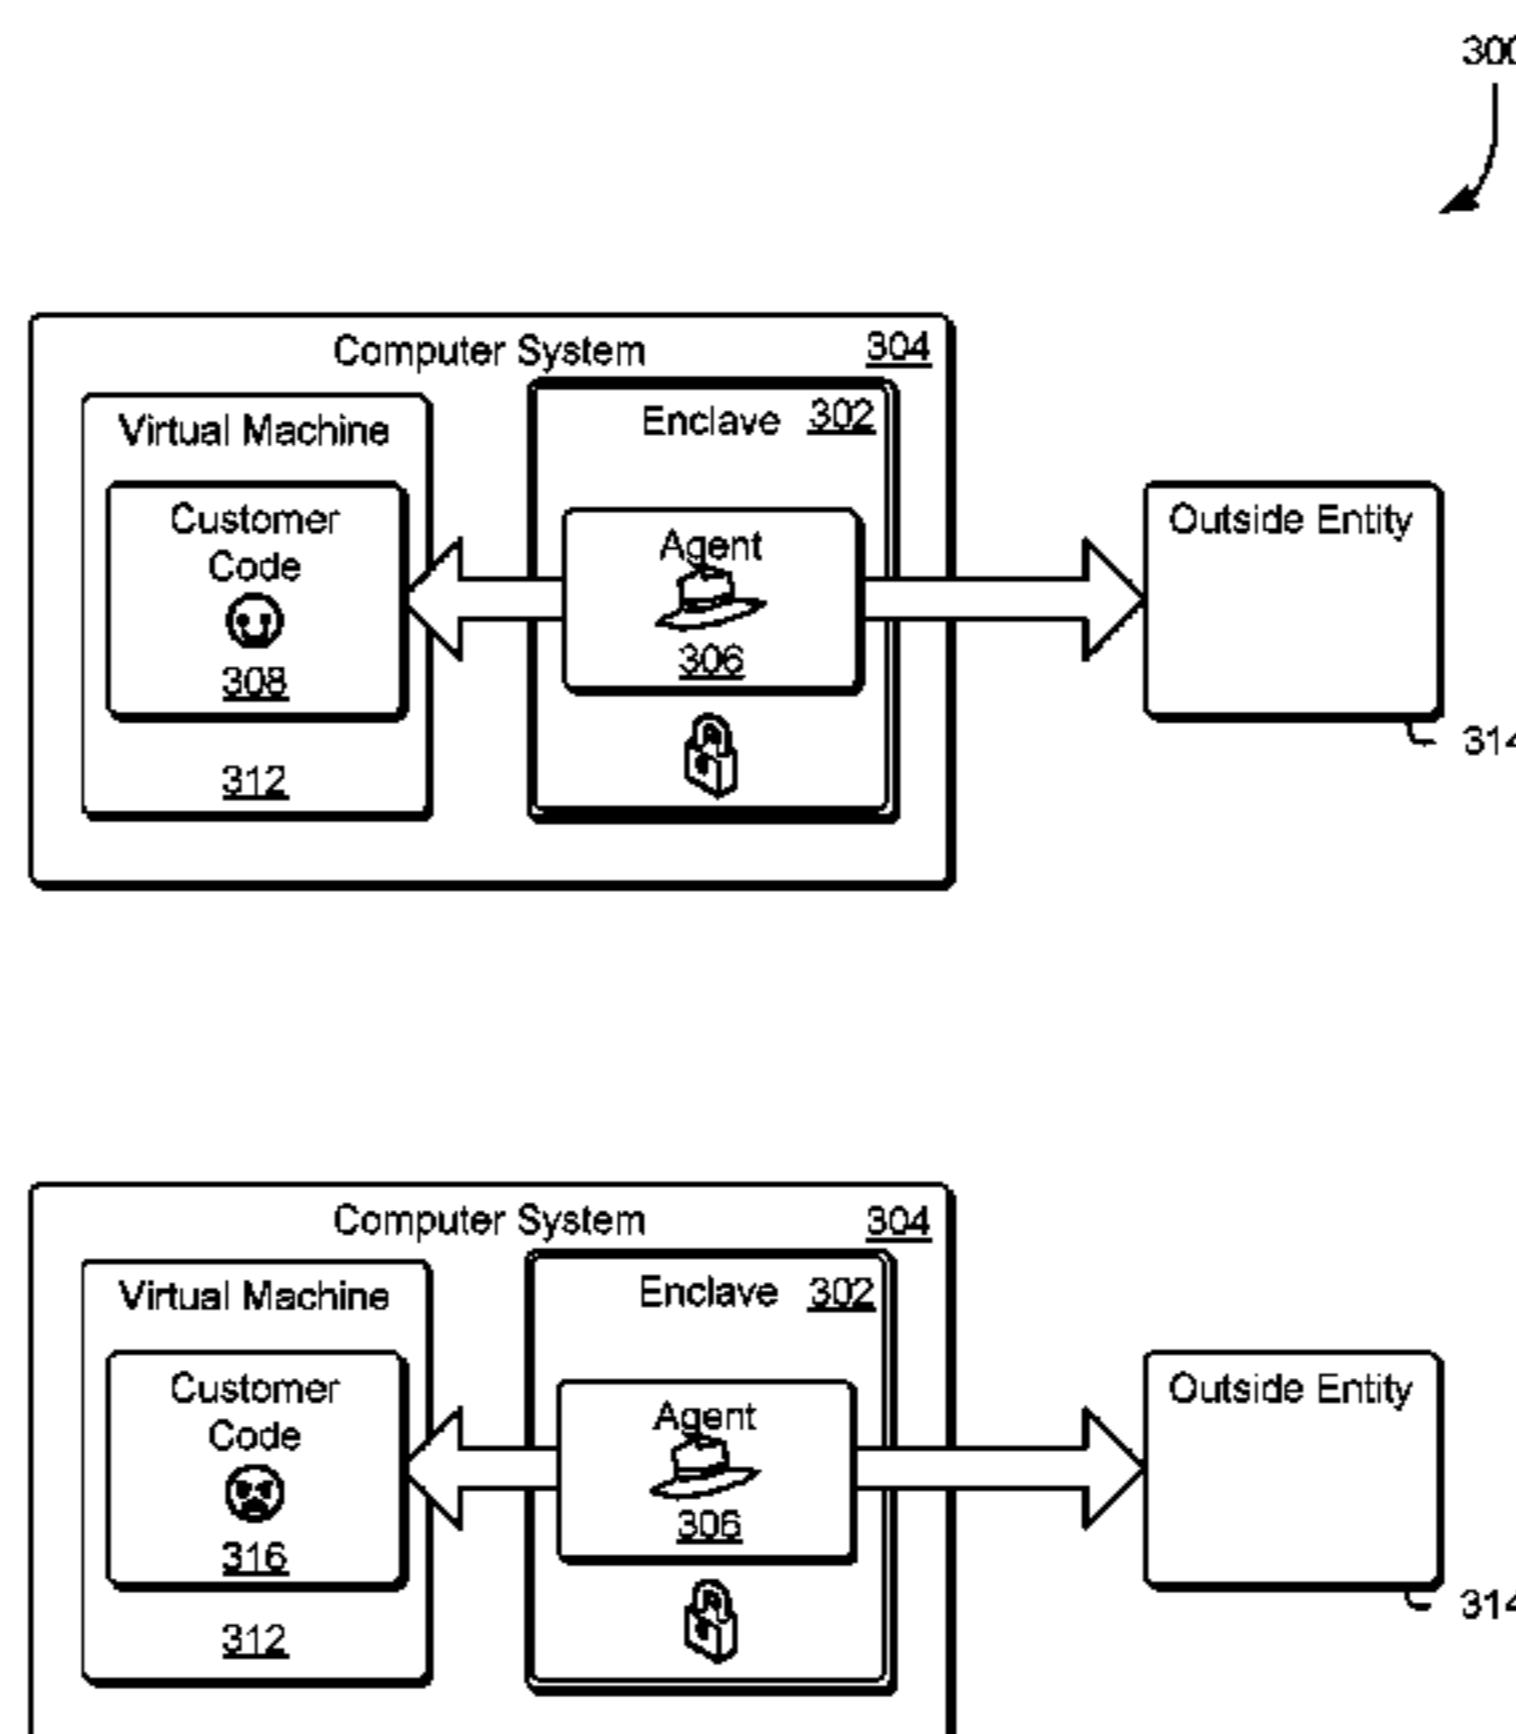 300
Computer System 304
Virtual Machine
Enclave 302
Customer
Code
308
312
Agent
306
Outside Entity
314
Computer System 304
Virtual Machine
Enclave 302
Customer
Code
316
312
Agent
306
Outside Entity
314